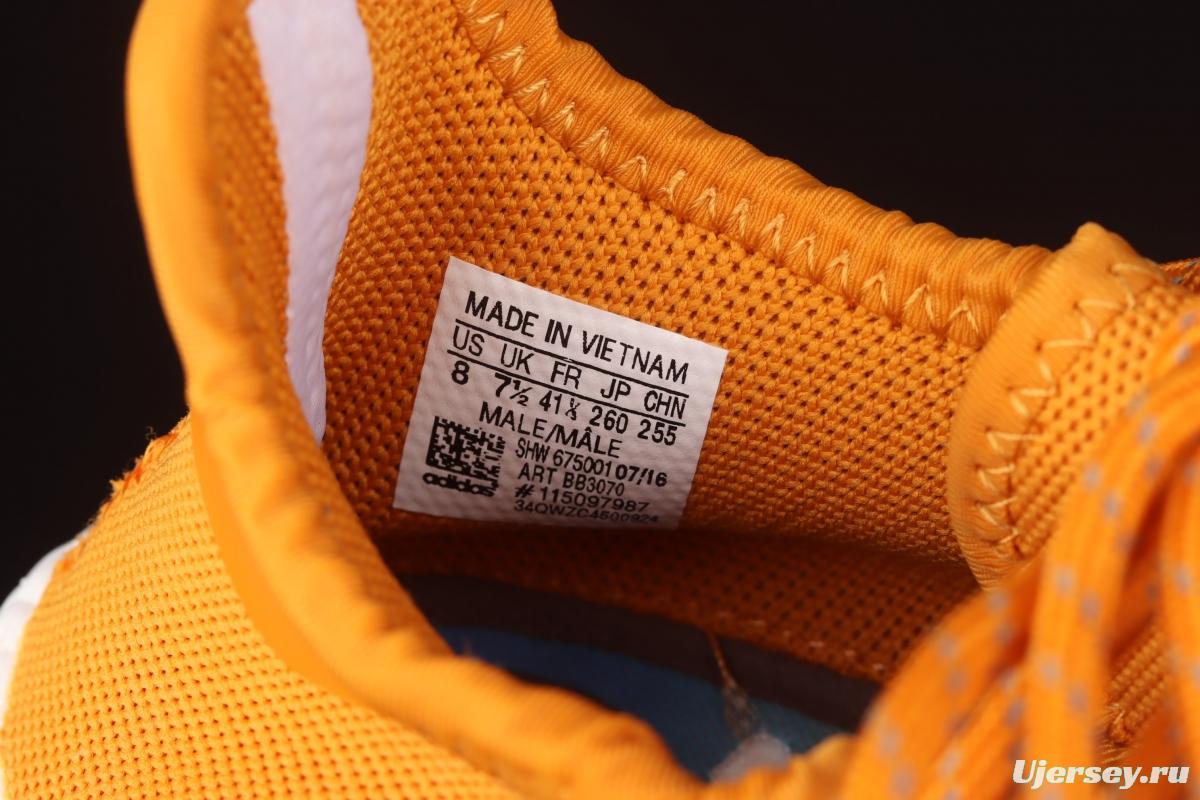 MADE IN VIETNAM
US UK FR JP CHN
8 7½ 41⅓ 260 255
MALE/MÂLE
SHW 675001 07/16
ART BB3070
# 115097987
34QWZC4500924
adidas
Ujersey.ru